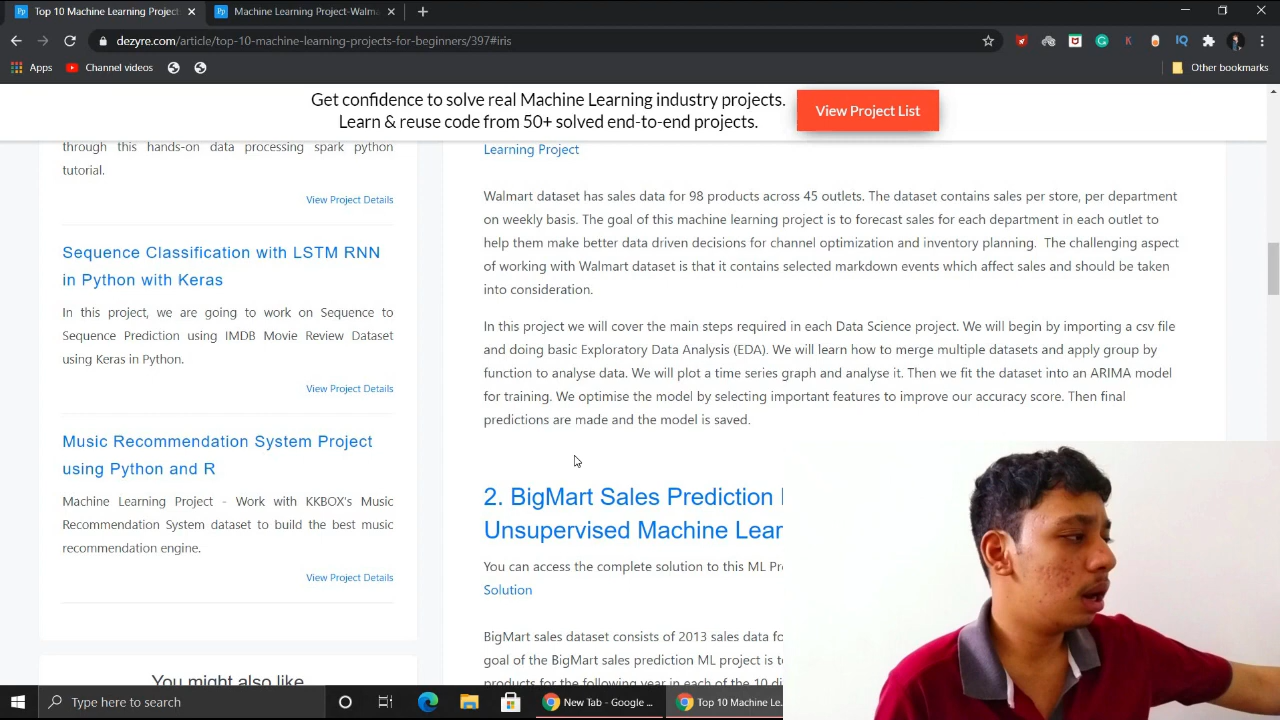 Top 10 Machine Learning Project
Machine Learning Project-Walm
dezyre.com/article/top-10-machine-learning-projects-for-beginners/397#iris
Apps
Channel videos
Other bookmarks
Get confidence to solve real Machine Learning industry projects.
Learn & reuse code from 50+ solved end-to-end projects.
View Project List
through this hands-on data processing spark python
tutorial.
View Project Details
Sequence Classification with LSTM RNN
in Python with Keras
In this project, we are going to work on Sequence to
Sequence Prediction using IMDB Movie Review Dataset
using Keras in Python.
View Project Details
Music Recommendation System Project
using Python and R
Machine Learning Project - Work with KKBOX's Music
Recommendation System dataset to build the best music
recommendation engine.
View Project Details
You might also like
Learning Project
Walmart dataset has sales data for 98 products across 45 outlets. The dataset contains sales per store, per department
on weekly basis. The goal of this machine learning project is to forecast sales for each department in each outlet to
help them make better data driven decisions for channel optimization and inventory planning. The challenging aspect
of working with Walmart dataset is that it contains selected markdown events which affect sales and should be taken
into consideration.
In this project we will cover the main steps required in each Data Science project. We will begin by importing a csv file
and doing basic Exploratory Data Analysis (EDA). We will learn how to merge multiple datasets and apply group by
function to analyse data. We will plot a time series graph and analyse it. Then we fit the dataset into an ARIMA model
for training. We optimise the model by selecting important features to improve our accuracy score. Then final
predictions are made and the model is saved.
2. BigMart Sales Prediction
Unsupervised Machine Lear
You can access the complete solution to this ML Pr
Solution
BigMart sales dataset consists of 2013 sales data fo
goal of the BigMart sales prediction ML project is t
products for the following year in each of the 10 di
Type here to search
New Tab - Google ...
Top 10 Machine Le...